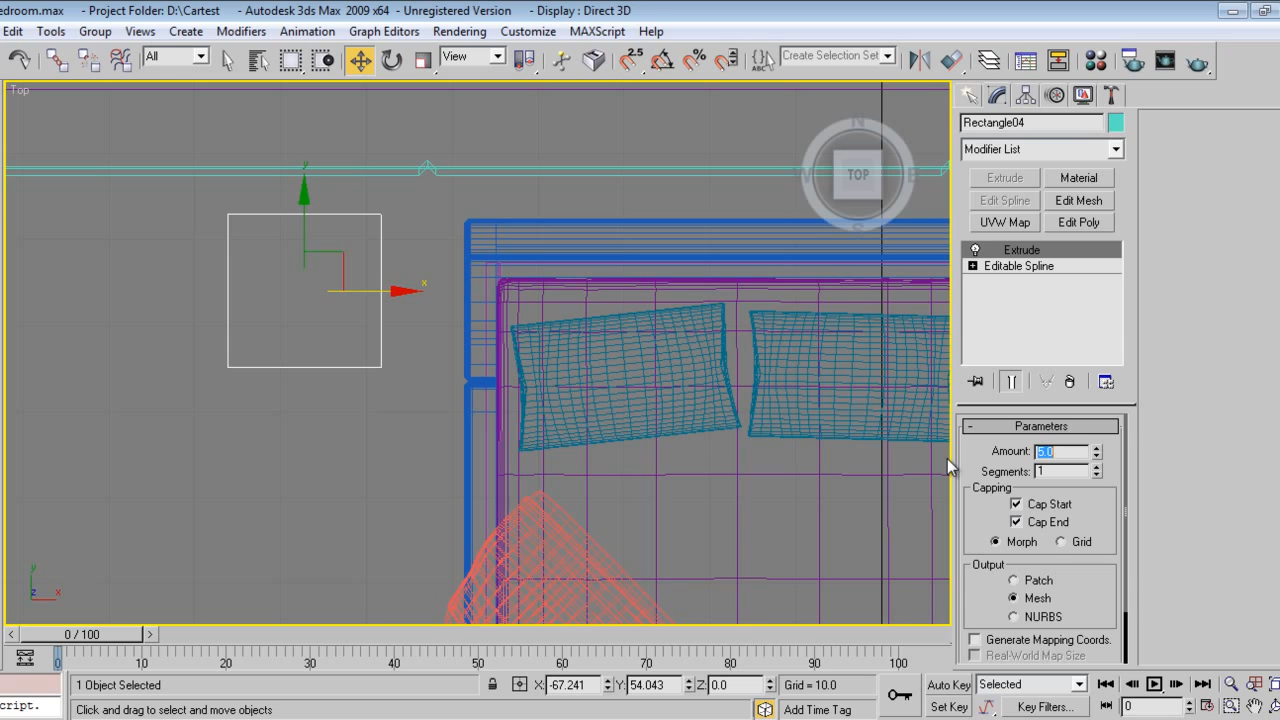 edroom.max - Project Folder: D:\Cartest - Autodesk 3ds Max 2009 x64 - Unregistered Version - Display : Direct 3D
Edit Tools Group Views Create Modifiers Animation Graph Editors Rendering Customize MAXScript Help
All View 2.5 ABC Create Selection Set
Top
N
TOP
S
y
x
Rectangle04
Modifier List
Extrude Material
Edit Spline Edit Mesh
UVW Map Edit Poly
Extrude
Editable Spline
- Parameters
Amount: 5.0
Segments: 1
Capping
Cap Start
Cap End
Morph Grid
Output
Patch
Mesh
NURBS
Generate Mapping Coords.
Real-World Map Size
y
z x
< 0 / 100 >
0 10 20 30 40 50 60 70 80 90 100
1 Object Selected X: -67.241 Y: 54.043 Z: 0.0 Grid = 10.0 Auto Key Selected
cript. Click and drag to select and move objects Add Time Tag Set Key Key Filters... 0